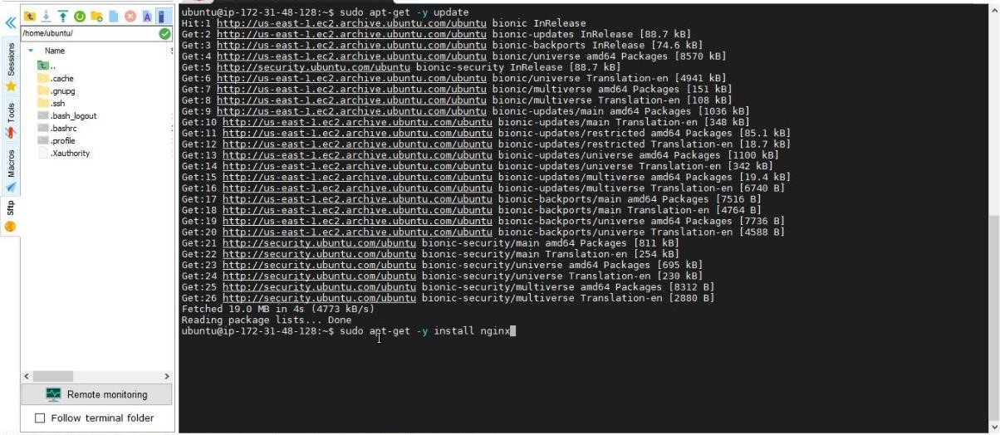 /home/ubuntu/
Name
..
.cache
.gnupg
.ssh
.bash_logout
.bashrc
.profile
.Xauthority
Sessions
Tools
Macros
Sftp
Remote monitoring
Follow terminal folder
ubuntu@ip-172-31-48-128:~$ sudo apt-get -y update
Hit:1 http://us-east-1.ec2.archive.ubuntu.com/ubuntu bionic InRelease
Get:2 http://us-east-1.ec2.archive.ubuntu.com/ubuntu bionic-updates InRelease [88.7 kB]
Get:3 http://us-east-1.ec2.archive.ubuntu.com/ubuntu bionic-backports InRelease [74.6 kB]
Get:4 http://us-east-1.ec2.archive.ubuntu.com/ubuntu bionic/universe amd64 Packages [8570 kB]
Get:5 http://security.ubuntu.com/ubuntu bionic-security InRelease [88.7 kB]
Get:6 http://us-east-1.ec2.archive.ubuntu.com/ubuntu bionic/universe Translation-en [4941 kB]
Get:7 http://us-east-1.ec2.archive.ubuntu.com/ubuntu bionic/multiverse amd64 Packages [151 kB]
Get:8 http://us-east-1.ec2.archive.ubuntu.com/ubuntu bionic/multiverse Translation-en [108 kB]
Get:9 http://us-east-1.ec2.archive.ubuntu.com/ubuntu bionic-updates/main amd64 Packages [1036 kB]
Get:10 http://us-east-1.ec2.archive.ubuntu.com/ubuntu bionic-updates/main Translation-en [348 kB]
Get:11 http://us-east-1.ec2.archive.ubuntu.com/ubuntu bionic-updates/restricted amd64 Packages [85.1 kB]
Get:12 http://us-east-1.ec2.archive.ubuntu.com/ubuntu bionic-updates/restricted Translation-en [18.7 kB]
Get:13 http://us-east-1.ec2.archive.ubuntu.com/ubuntu bionic-updates/universe amd64 Packages [1100 kB]
Get:14 http://us-east-1.ec2.archive.ubuntu.com/ubuntu bionic-updates/universe Translation-en [342 kB]
Get:15 http://us-east-1.ec2.archive.ubuntu.com/ubuntu bionic-updates/multiverse amd64 Packages [19.4 kB]
Get:16 http://us-east-1.ec2.archive.ubuntu.com/ubuntu bionic-updates/multiverse Translation-en [6740 B]
Get:17 http://us-east-1.ec2.archive.ubuntu.com/ubuntu bionic-backports/main amd64 Packages [7516 B]
Get:18 http://us-east-1.ec2.archive.ubuntu.com/ubuntu bionic-backports/main Translation-en [4764 B]
Get:19 http://us-east-1.ec2.archive.ubuntu.com/ubuntu bionic-backports/universe amd64 Packages [7736 B]
Get:20 http://us-east-1.ec2.archive.ubuntu.com/ubuntu bionic-backports/universe Translation-en [4588 B]
Get:21 http://security.ubuntu.com/ubuntu bionic-security/main amd64 Packages [811 kB]
Get:22 http://security.ubuntu.com/ubuntu bionic-security/main Translation-en [254 kB]
Get:23 http://security.ubuntu.com/ubuntu bionic-security/universe amd64 Packages [695 kB]
Get:24 http://security.ubuntu.com/ubuntu bionic-security/universe Translation-en [230 kB]
Get:25 http://security.ubuntu.com/ubuntu bionic-security/multiverse amd64 Packages [8312 B]
Get:26 http://security.ubuntu.com/ubuntu bionic-security/multiverse Translation-en [2880 B]
Fetched 19.0 MB in 4s (4773 kB/s)
Reading package lists... Done
ubuntu@ip-172-31-48-128:~$ sudo apt-get -y install nginx